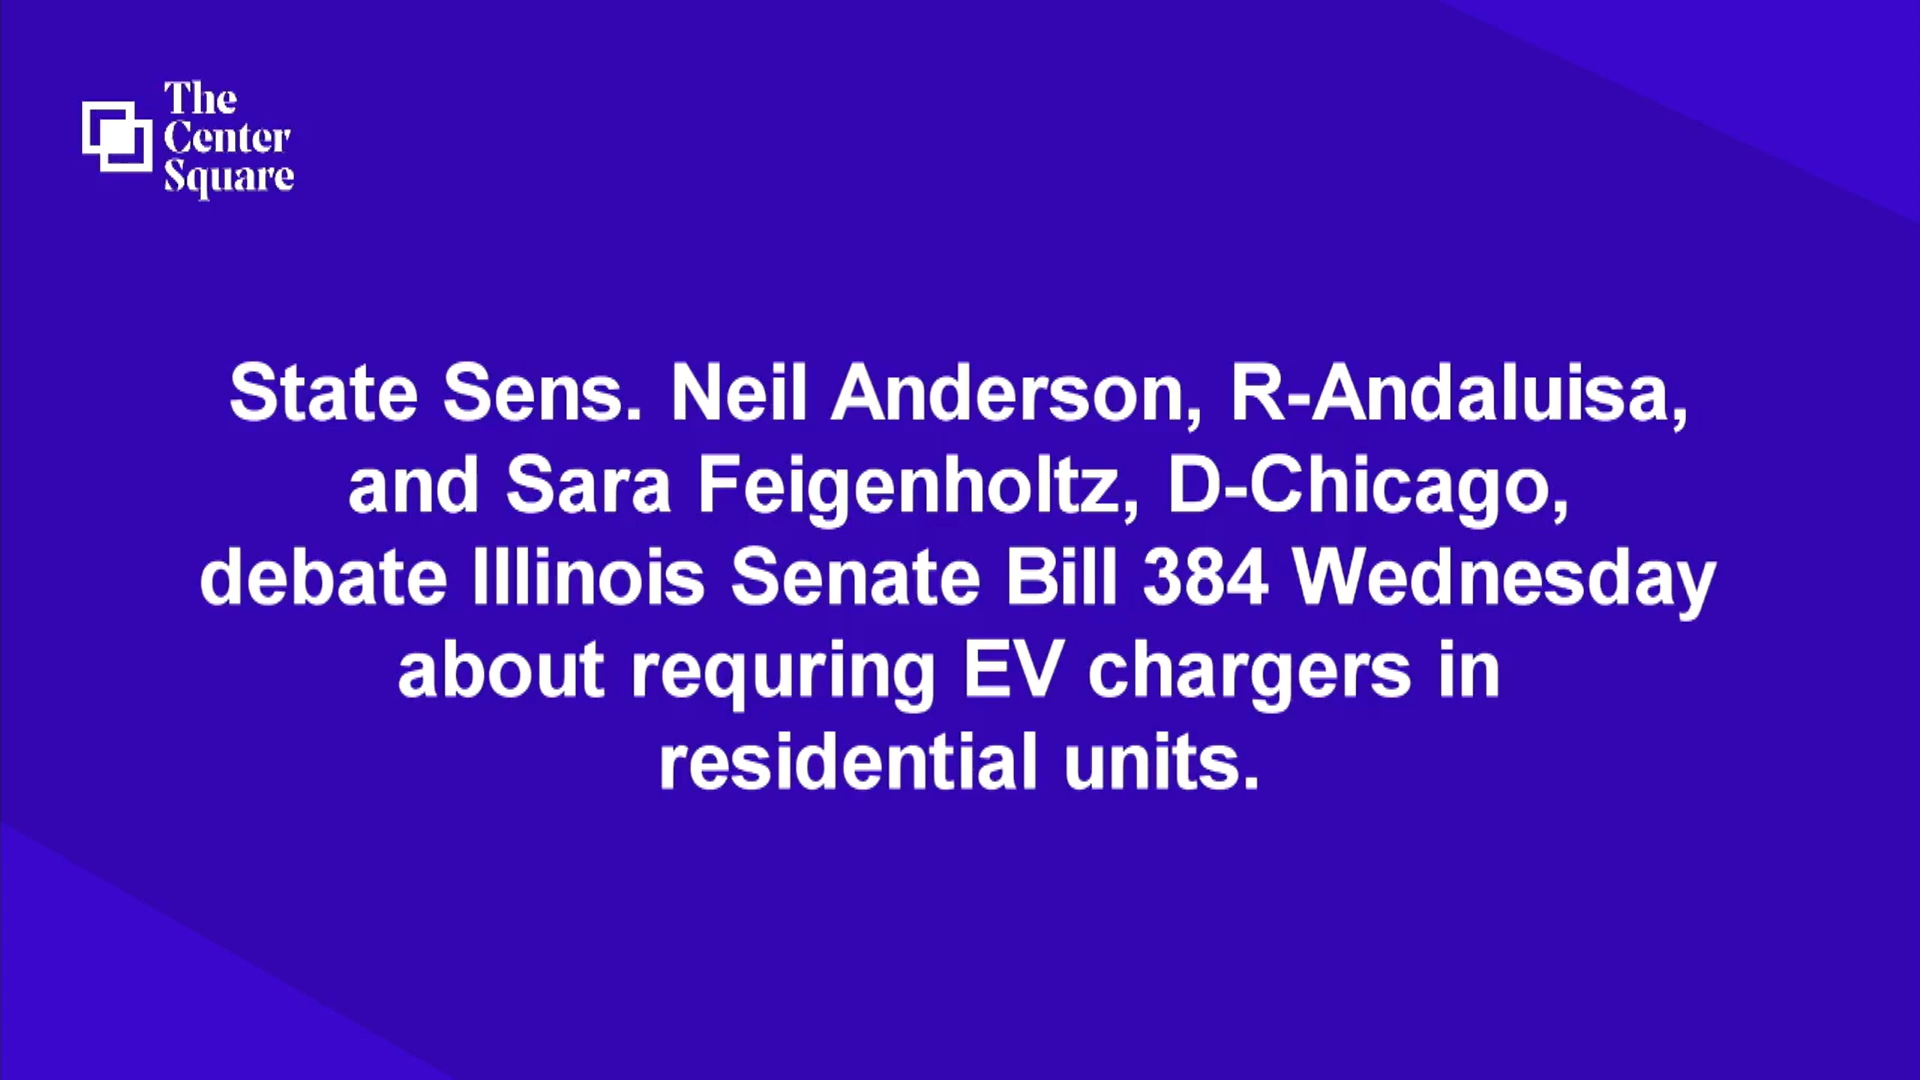 The
Center
Square
State Sens. Neil Anderson, R-Andaluisa,
and Sara Feigenholtz, D-Chicago,
debate Illinois Senate Bill 384 Wednesday
about requring EV chargers in
residential units.